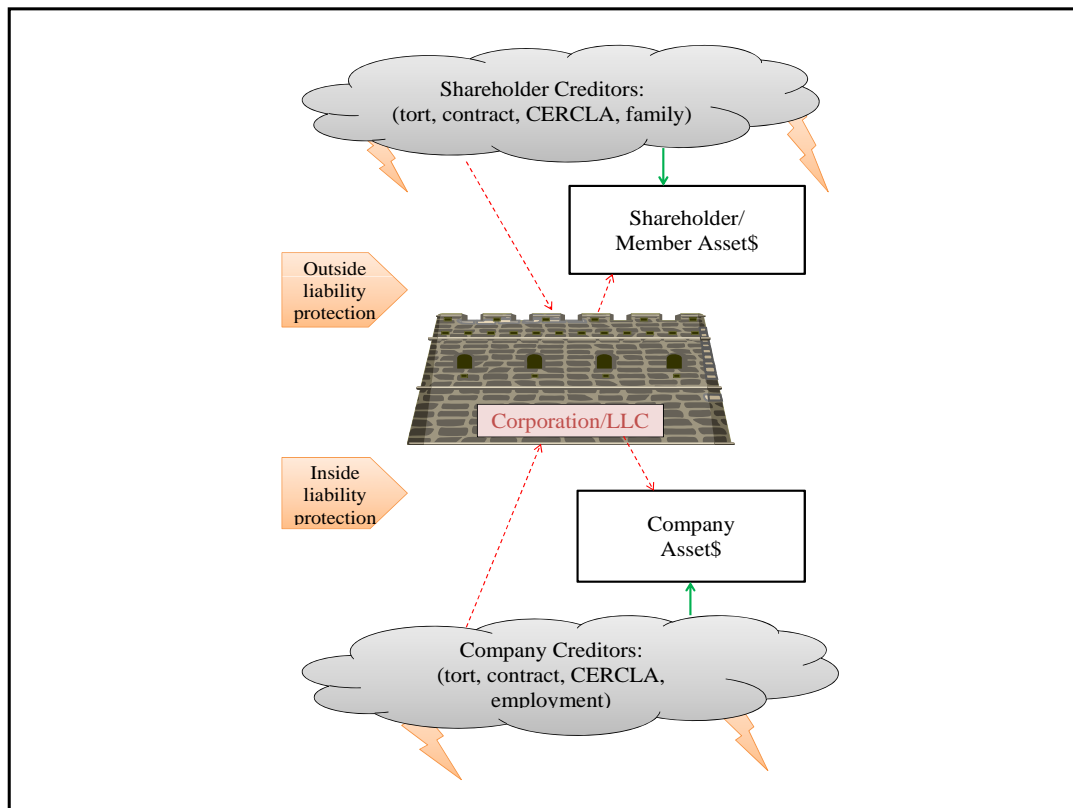 Shareholder Creditors:
(tort, contract, CERCLA, family)
Shareholder/
Member Asset$
Outside
liability
protection
Corporation/LLC
Inside
liability
protection
Company
Asset$
Company Creditors:
(tort, contract, CERCLA,
employment)